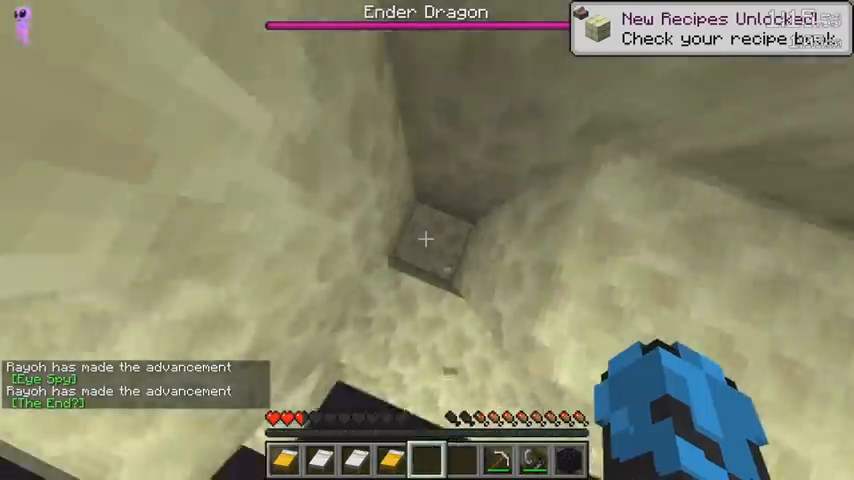 Ender Dragon
New Recipes Unlocked!
Check your recipe book
Rayoh has made the advancement
[Eye Spy]
Rayoh has made the advancement
[The End?]